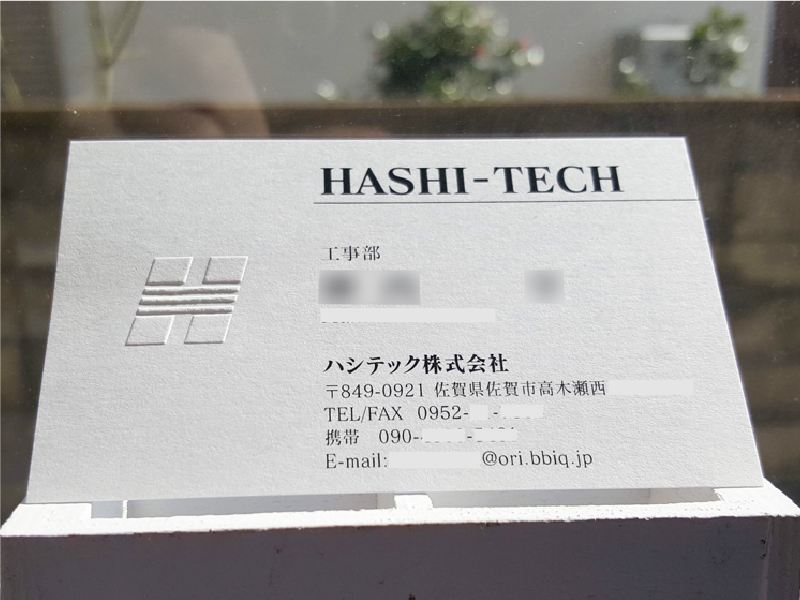 HASHI-TECH
工事部
ハシテック株式会社
〒849-0921 佐賀県佐賀市高木瀬西
TEL/FAX 0952-
携帯 090-
E-mail: @ori.bbiq.jp